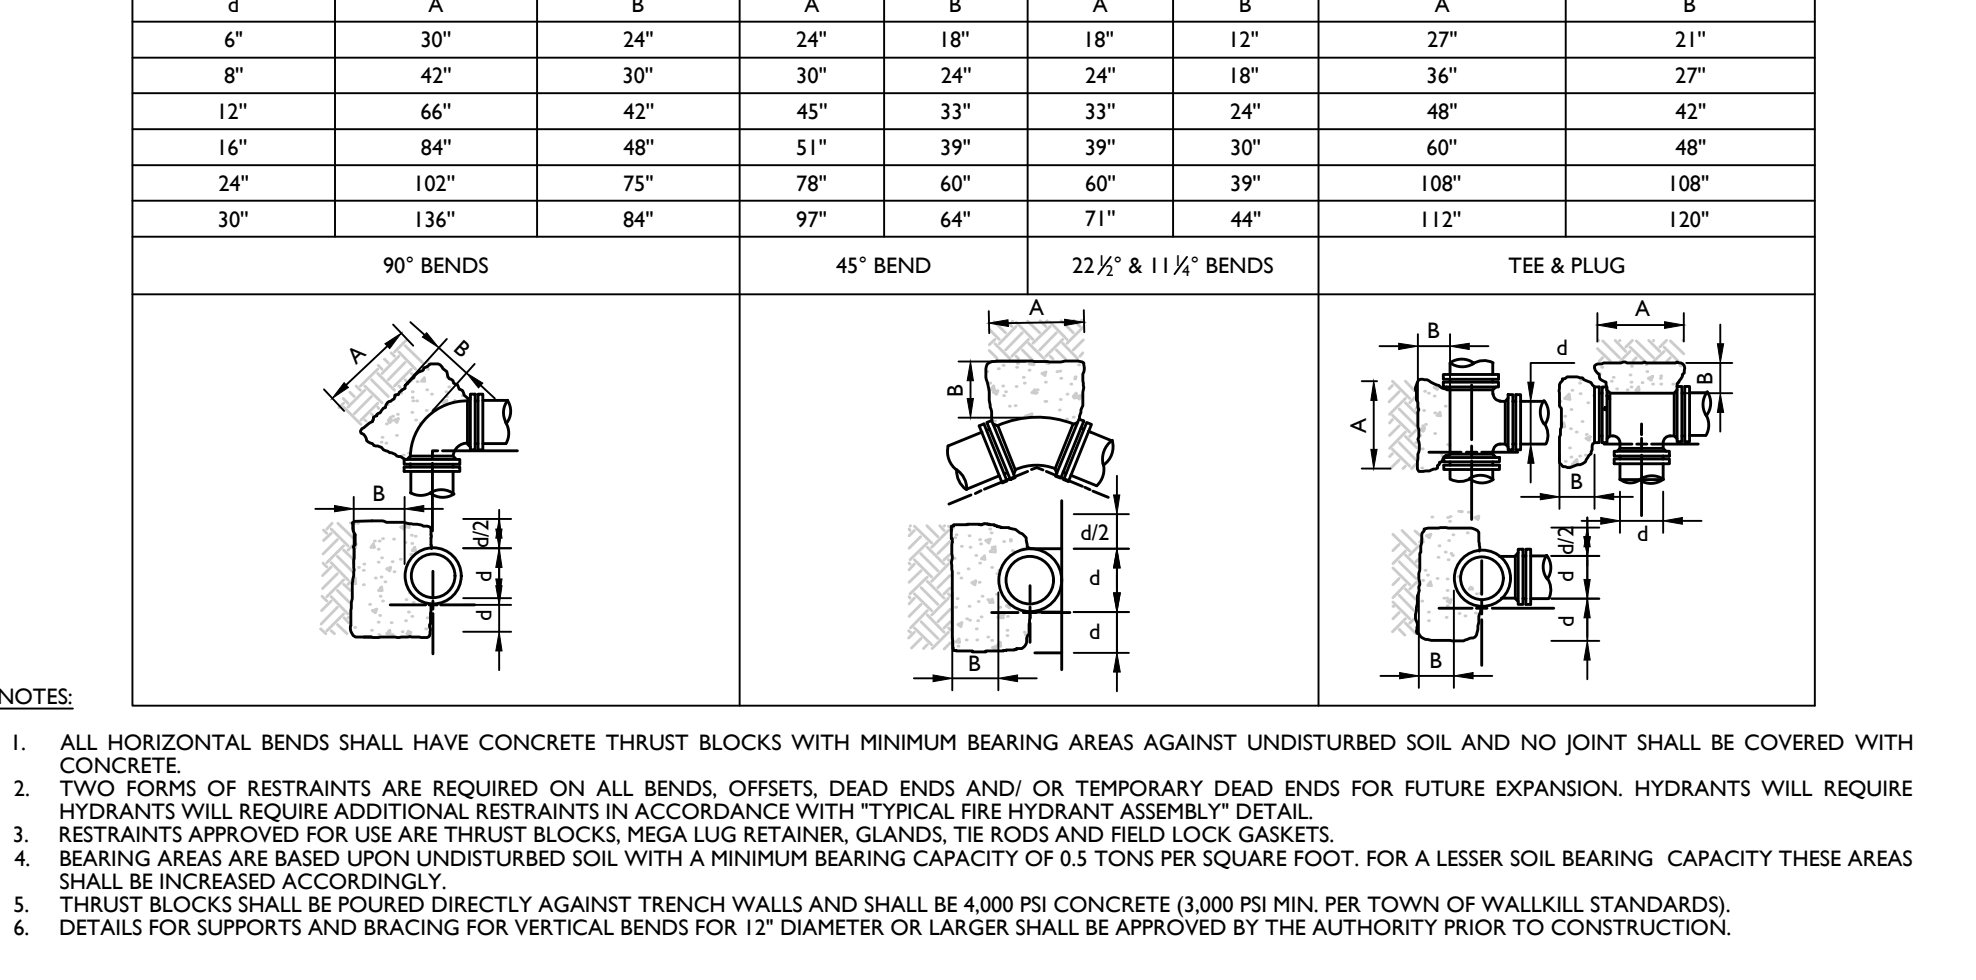 d A B A B A B A B
6" 30" 24" 24" 18" 18" 12" 27" 21"
8" 42" 30" 30" 24" 24" 18" 36" 27"
12" 66" 42" 45" 33" 33" 24" 48" 42"
16" 84" 48" 51" 39" 39" 30" 60" 48"
24" 102" 75" 78" 60" 60" 39" 108" 108"
30" 136" 84" 97" 64" 71" 44" 112" 120"
90° BENDS 45° BEND 22½° & 11¼° BENDS TEE & PLUG
A B
B
d/2
d
d
A
B
d/2
d
d
B
B
A
d
A
B
B
d
d/2
d
d
B
NOTES:
1. ALL HORIZONTAL BENDS SHALL HAVE CONCRETE THRUST BLOCKS WITH MINIMUM BEARING AREAS AGAINST UNDISTURBED SOIL AND NO JOINT SHALL BE COVERED WITH
CONCRETE.
2. TWO FORMS OF RESTRAINTS ARE REQUIRED ON ALL BENDS, OFFSETS, DEAD ENDS AND/ OR TEMPORARY DEAD ENDS FOR FUTURE EXPANSION. HYDRANTS WILL REQUIRE
HYDRANTS WILL REQUIRE ADDITIONAL RESTRAINTS IN ACCORDANCE WITH "TYPICAL FIRE HYDRANT ASSEMBLY" DETAIL.
3. RESTRAINTS APPROVED FOR USE ARE THRUST BLOCKS, MEGA LUG RETAINER, GLANDS, TIE RODS AND FIELD LOCK GASKETS.
4. BEARING AREAS ARE BASED UPON UNDISTURBED SOIL WITH A MINIMUM BEARING CAPACITY OF 0.5 TONS PER SQUARE FOOT. FOR A LESSER SOIL BEARING CAPACITY THESE AREAS
SHALL BE INCREASED ACCORDINGLY.
5. THRUST BLOCKS SHALL BE POURED DIRECTLY AGAINST TRENCH WALLS AND SHALL BE 4,000 PSI CONCRETE (3,000 PSI MIN. PER TOWN OF WALLKILL STANDARDS).
6. DETAILS FOR SUPPORTS AND BRACING FOR VERTICAL BENDS FOR 12" DIAMETER OR LARGER SHALL BE APPROVED BY THE AUTHORITY PRIOR TO CONSTRUCTION.